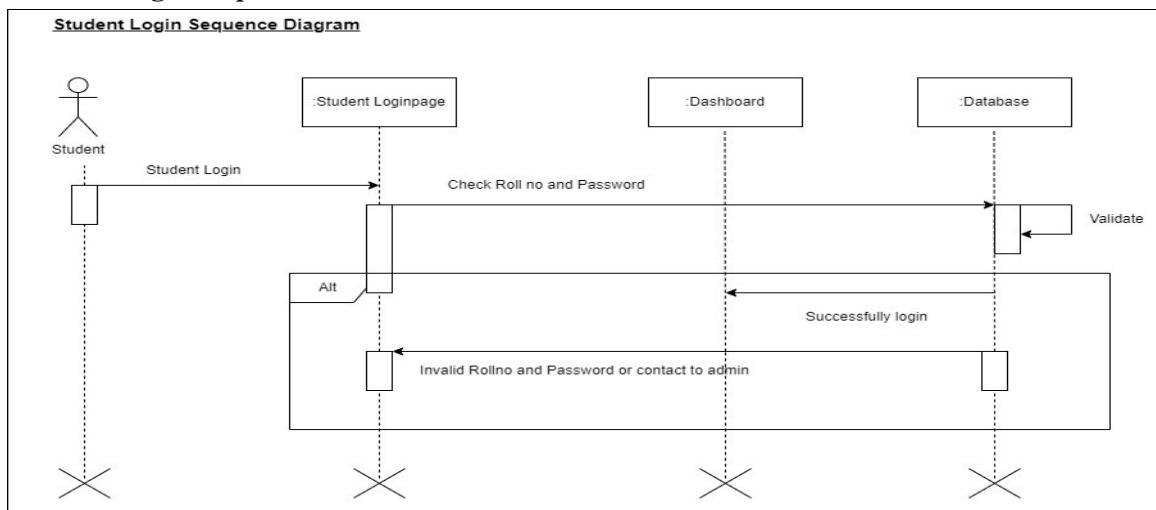 Student Login Sequence Diagram
:Student Loginpage
:Dashboard
:Database
Student
Student Login
Check Roll no and Password
Validate
Alt
Successfully login
Invalid Rollno and Password or contact to admin